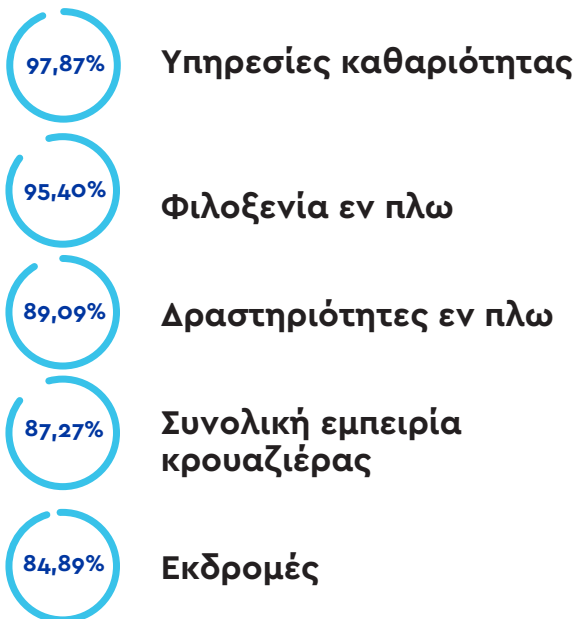 97,87% Υπηρεσίες καθαριότητας
95,40% Φιλοξενία εν πλω
89,09% Δραστηριότητες εν πλω
87,27% Συνολική εμπειρία
κρουαζιέρας
84,89% Εκδρομές